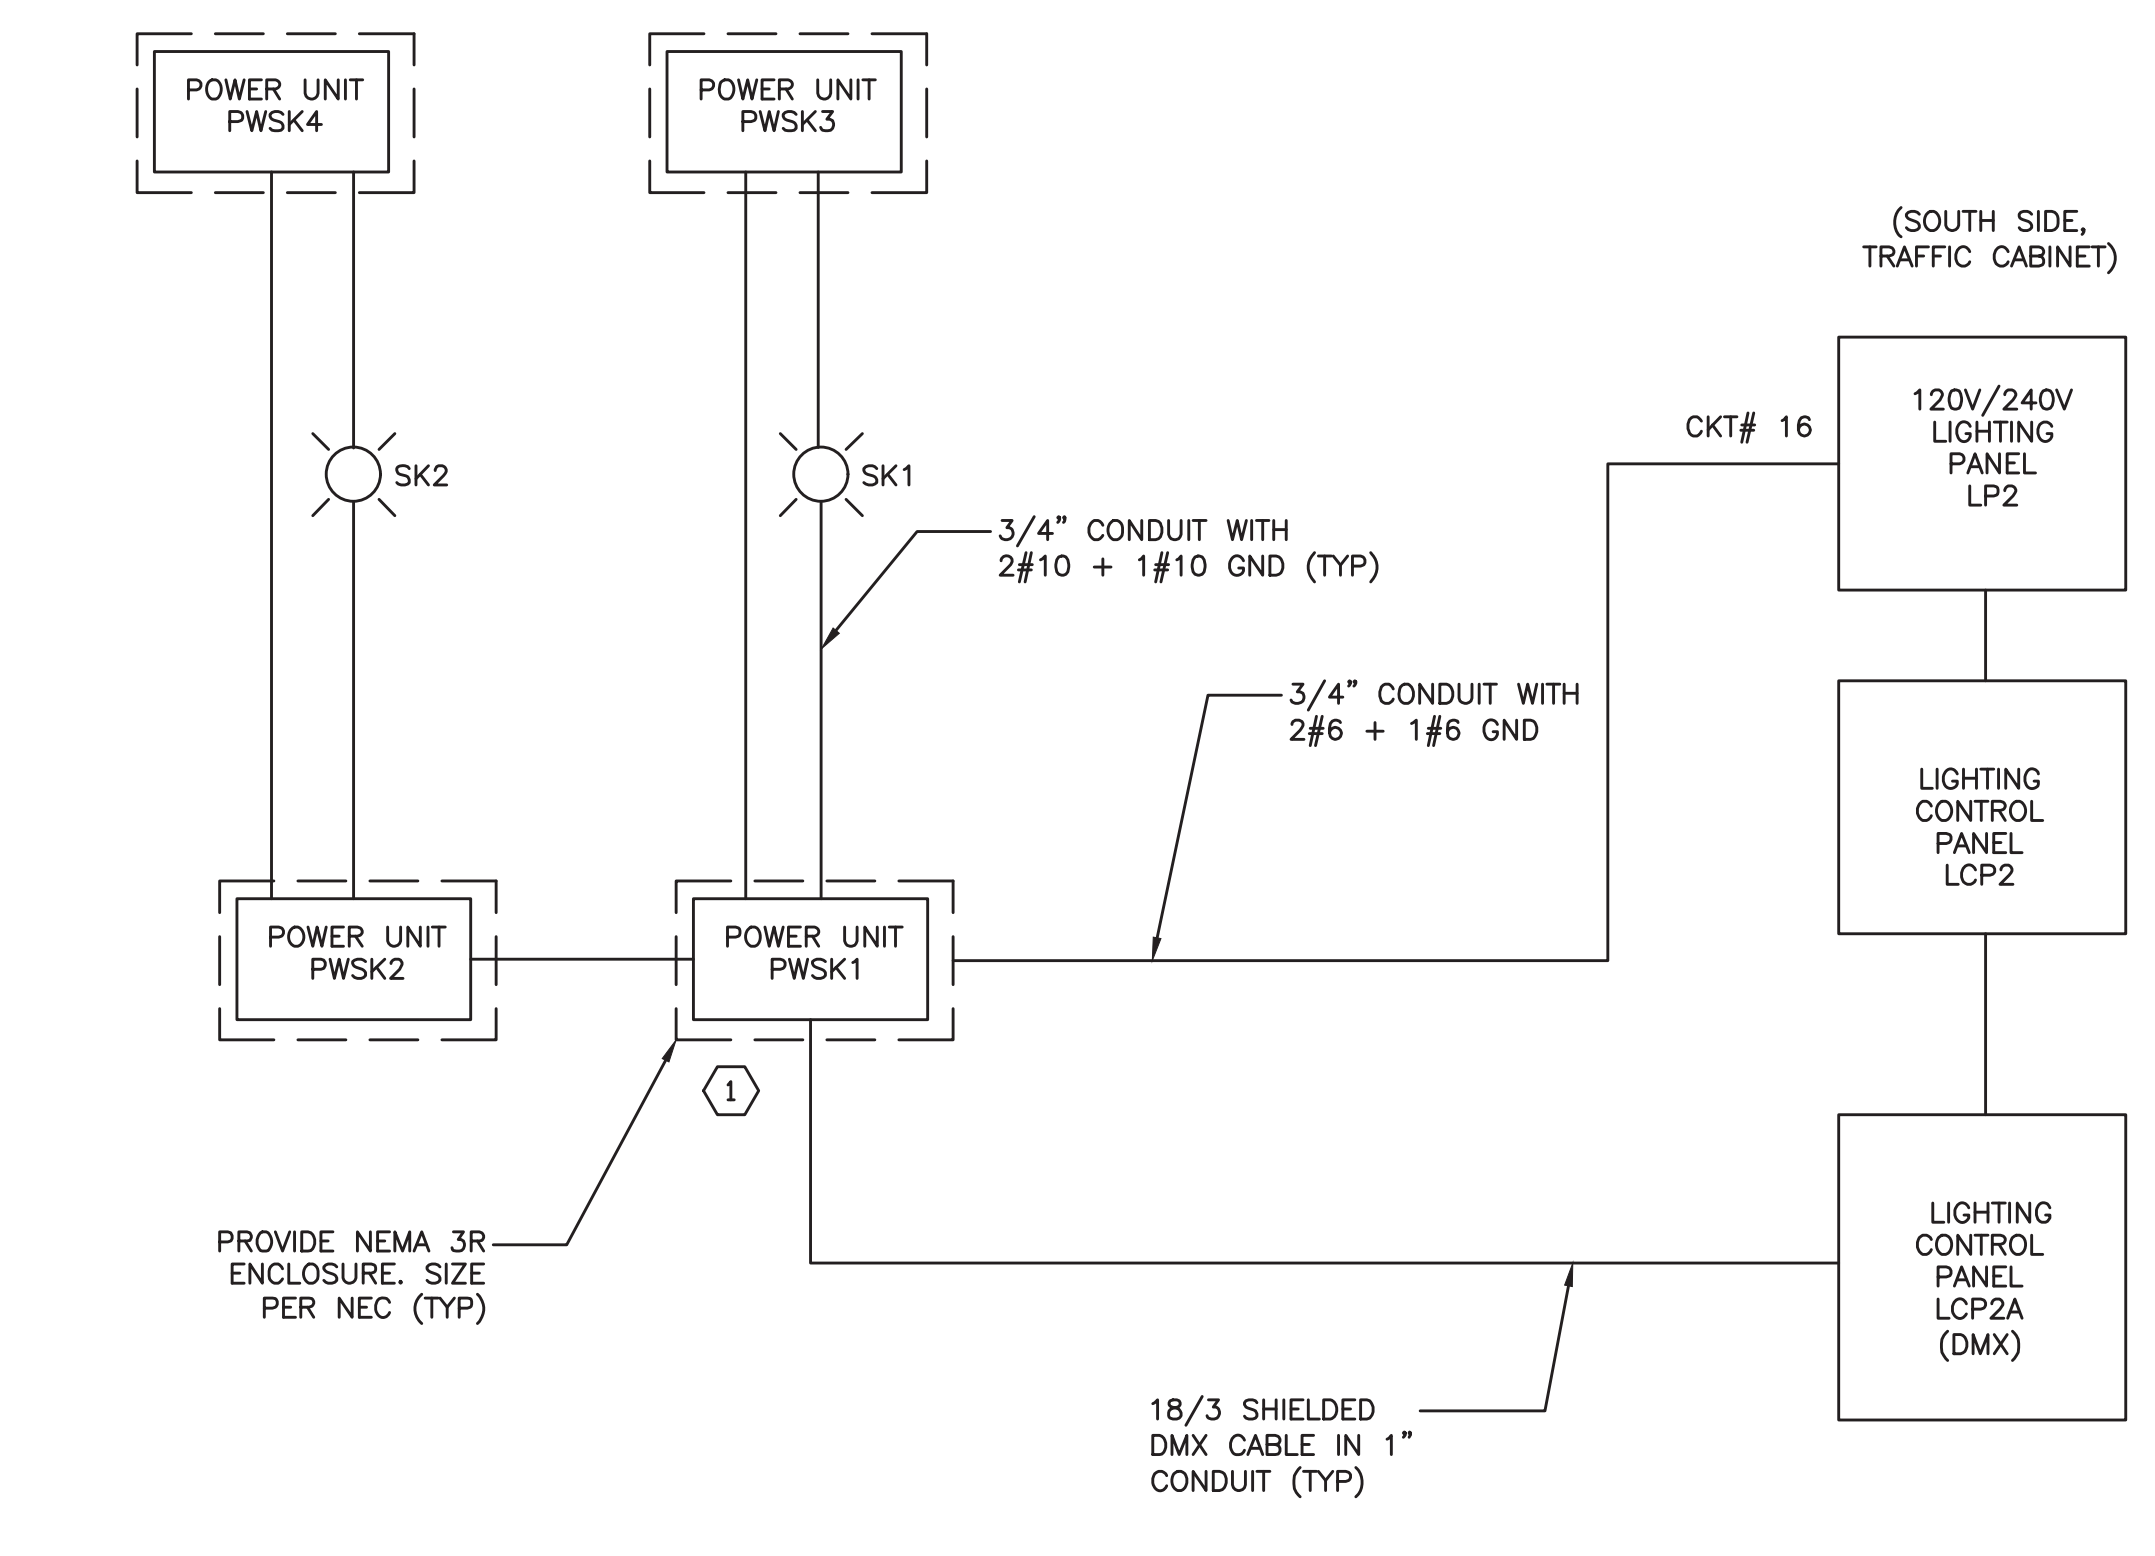 POWER UNIT
PWSK4
POWER UNIT
PWSK3
(SOUTH SIDE,
TRAFFIC CABINET)
120V/240V
LIGHTING
PANEL
LP2
CKT# 16
SK2
SK1
3/4” CONDUIT WITH
2#10 + 1#10 GND (TYP)
3/4” CONDUIT WITH
2#6 + 1#6 GND
LIGHTING
CONTROL
PANEL
LCP2
POWER UNIT
PWSK2
POWER UNIT
PWSK1
1
PROVIDE NEMA 3R
ENCLOSURE. SIZE
PER NEC (TYP)
LIGHTING
CONTROL
PANEL
LCP2A
(DMX)
18/3 SHIELDED
DMX CABLE IN 1”
CONDUIT (TYP)